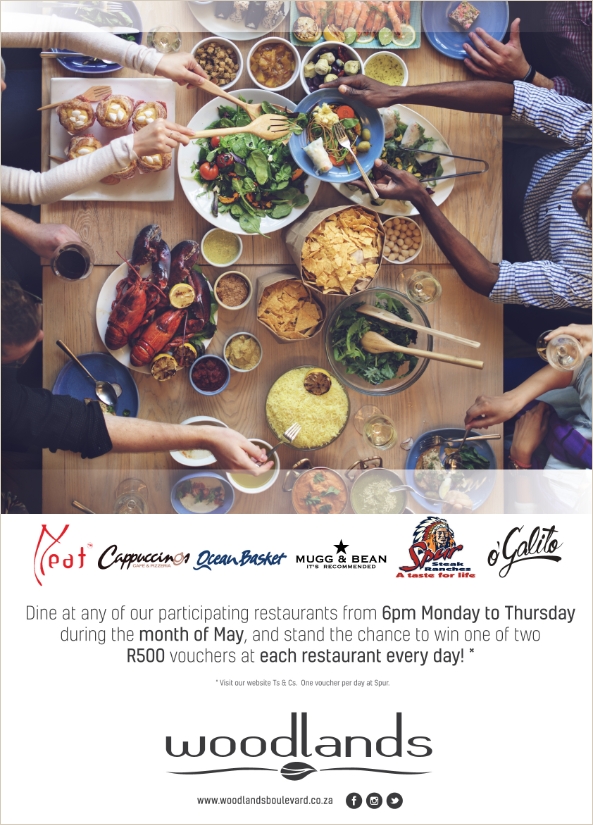 Meat
Cappuccinos
CAFE & PIZZERIA
Ocean Basket
MUGG & BEAN
IT'S RECOMMENDED
Spur
Steak
Ranches
A taste for life
o'Galito
Dine at any of our participating restaurants from 6pm Monday to Thursday
during the month of May, and stand the chance to win one of two
R500 vouchers at each restaurant every day! *
* Visit our website Ts & Cs. One voucher per day at Spur.
woodlands
www.woodlandsboulevard.co.za